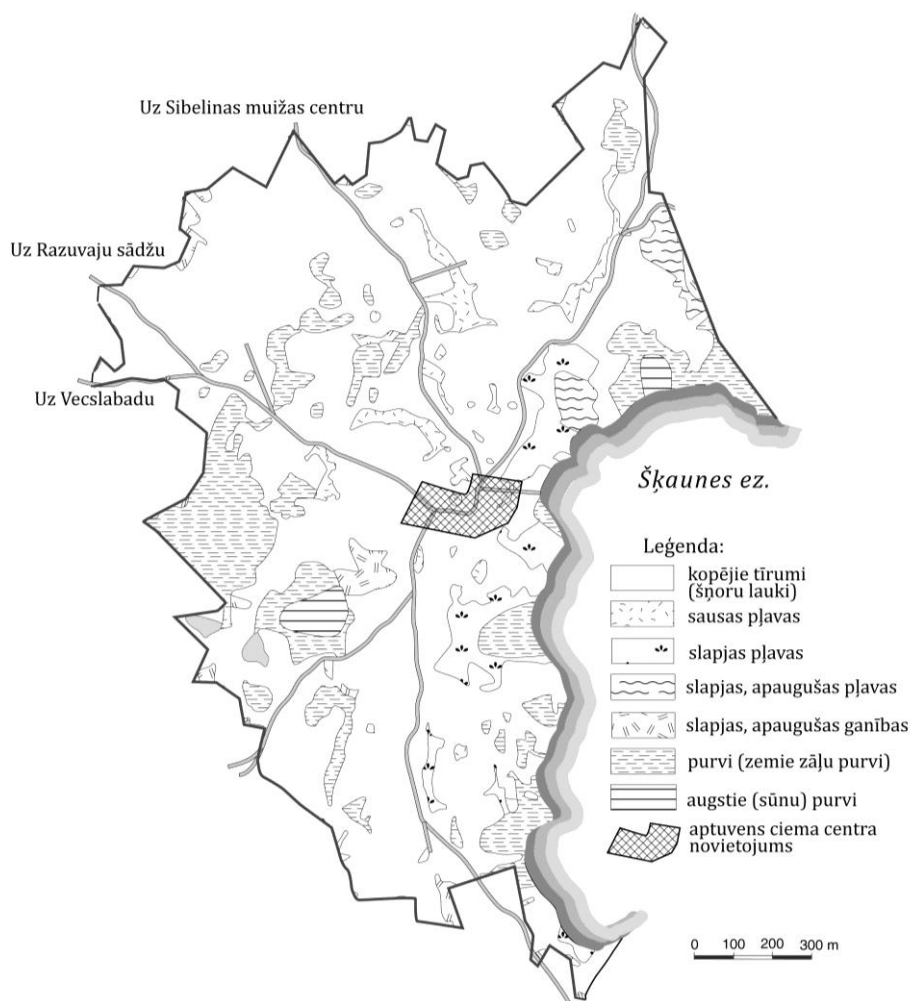 Uz Sibelinas muižas centru
Uz Razuvaju sādžu
Uz Vecslabadu
Šķaunes ez.
Leģenda:
kopējie tīrumi
(šņoru lauki)
sausas pļavas
slapjas pļavas
slapjas, apaugušas pļavas
slapjas, apaugušas ganības
purvi (zemie zāļu purvi)
augstie (sūnu) purvi
aptuvens ciema centra
novietojums
0 100 200 300 m